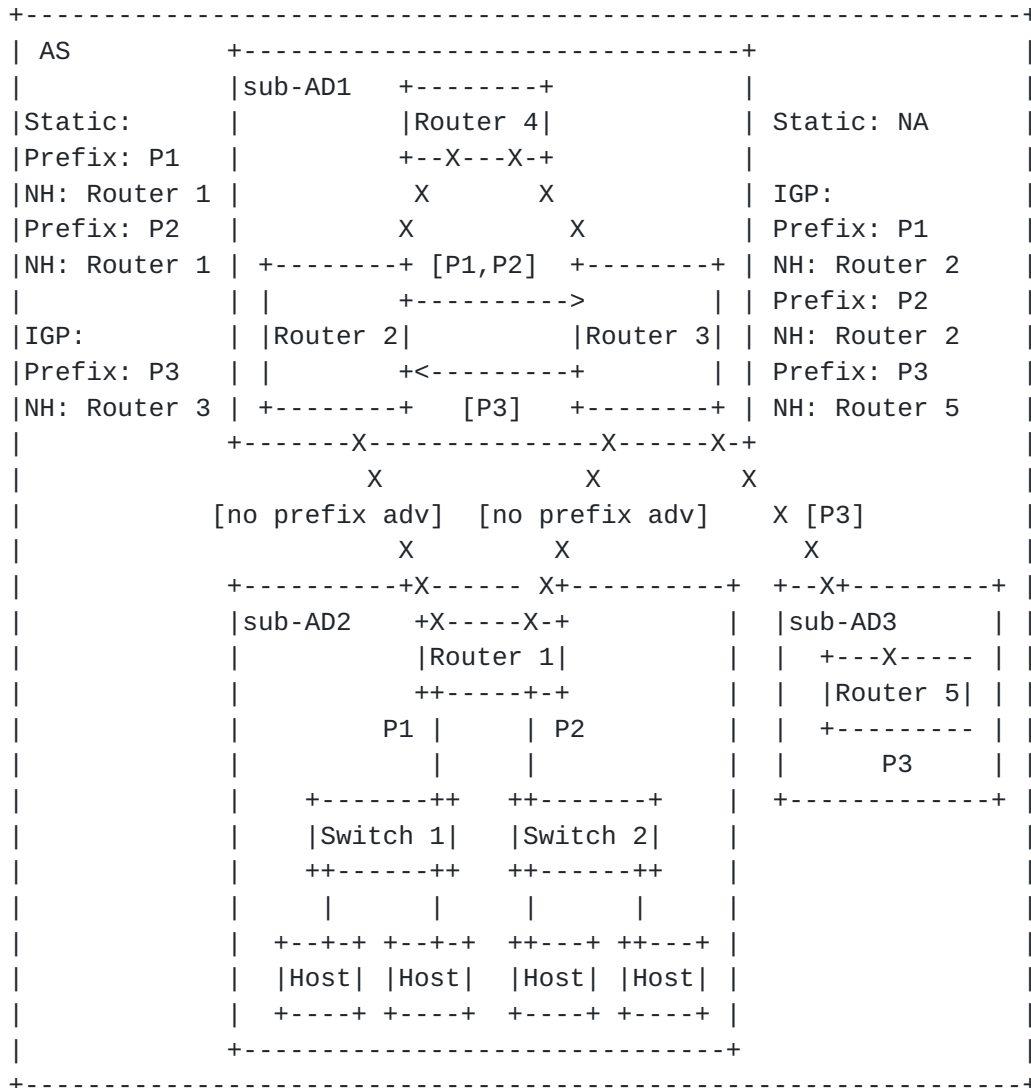 AS
sub-AD1
Static: Router 4 Static: NA
Prefix: P1
NH: Router 1 IGP:
Prefix: P2 Prefix: P1
NH: Router 1 [P1,P2] NH: Router 2
Prefix: P2
IGP: Router 2 Router 3 NH: Router 2
Prefix: P3 Prefix: P3
NH: Router 3 [P3] NH: Router 5
[no prefix adv] [no prefix adv] [P3]
sub-AD2 sub-AD3
Router 1
Router 5
P1 P2
P3
Switch 1 Switch 2
Host Host Host Host